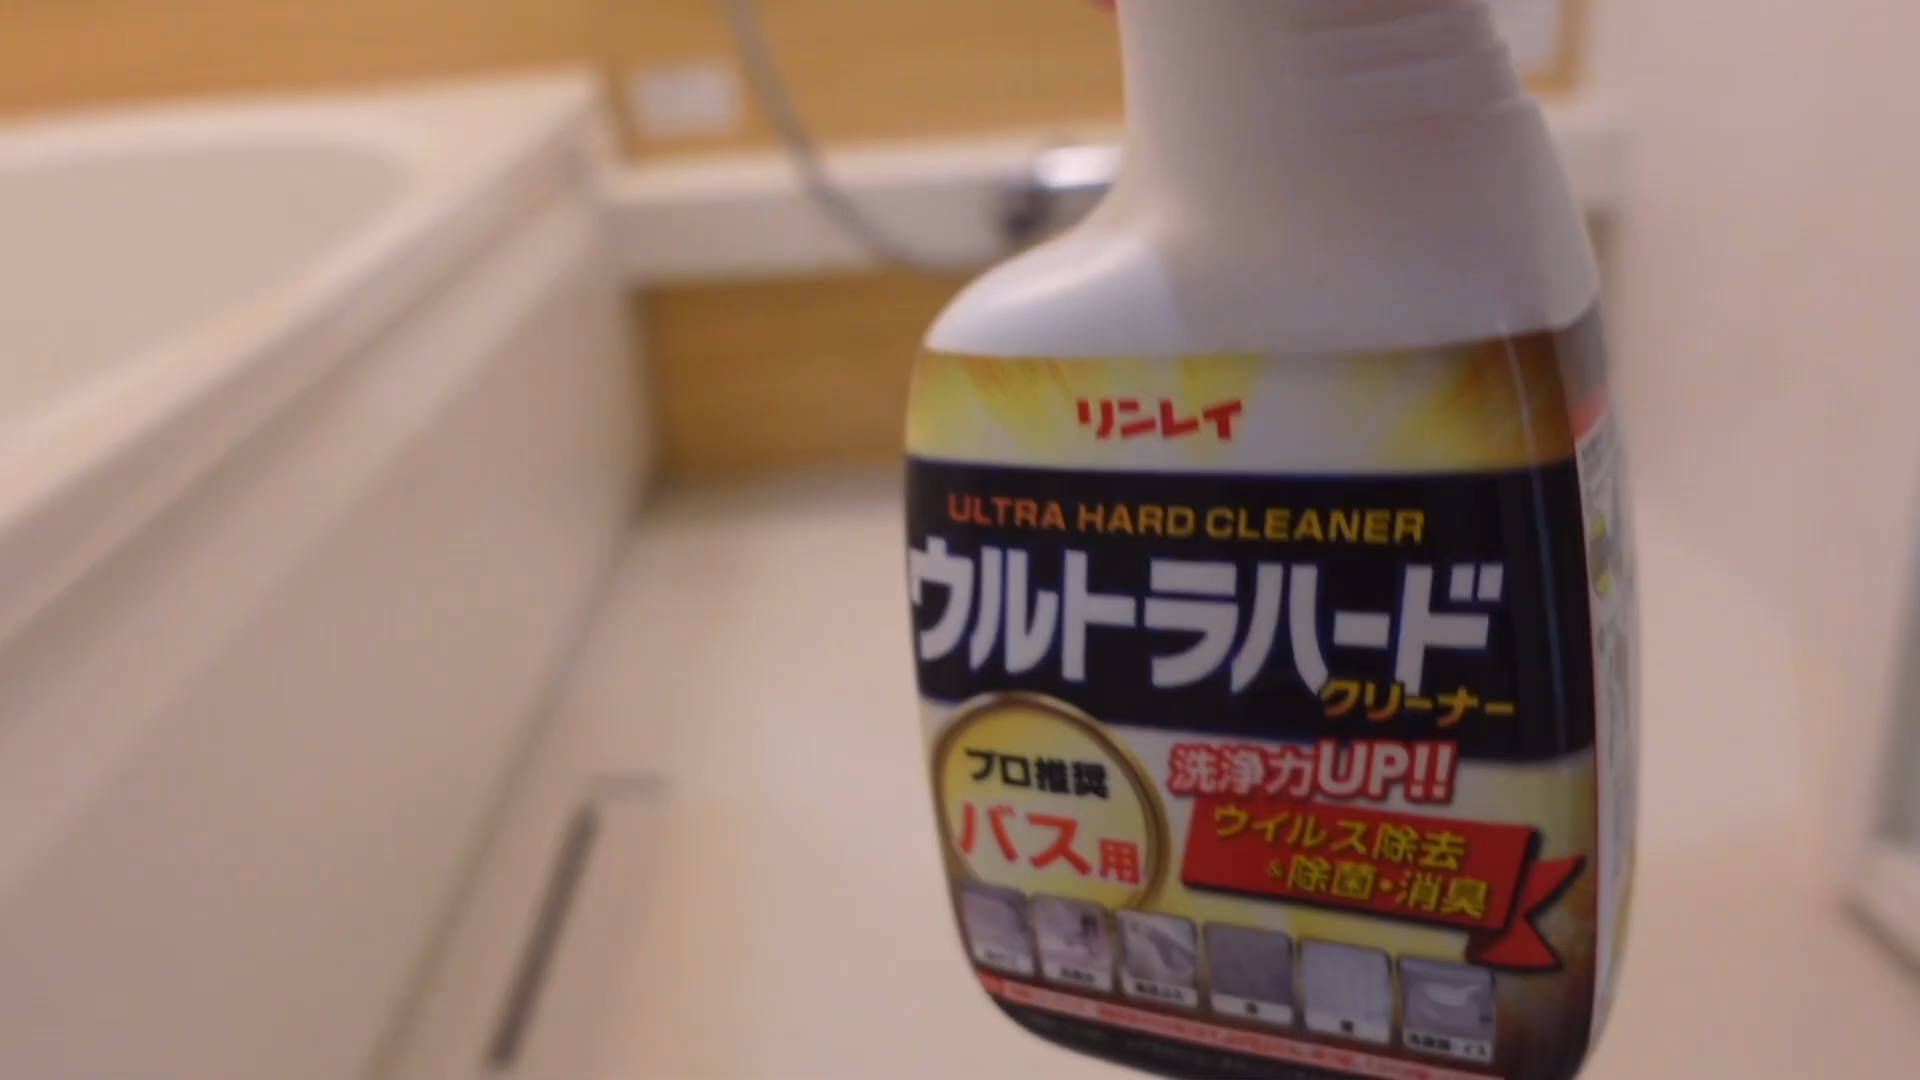 リンレイ
ULTRA HARD CLEANER
ウルトラハード
クリーナー
プロ推奨
バス用
洗浄力UP!!
ウイルス除去
&除菌・消臭